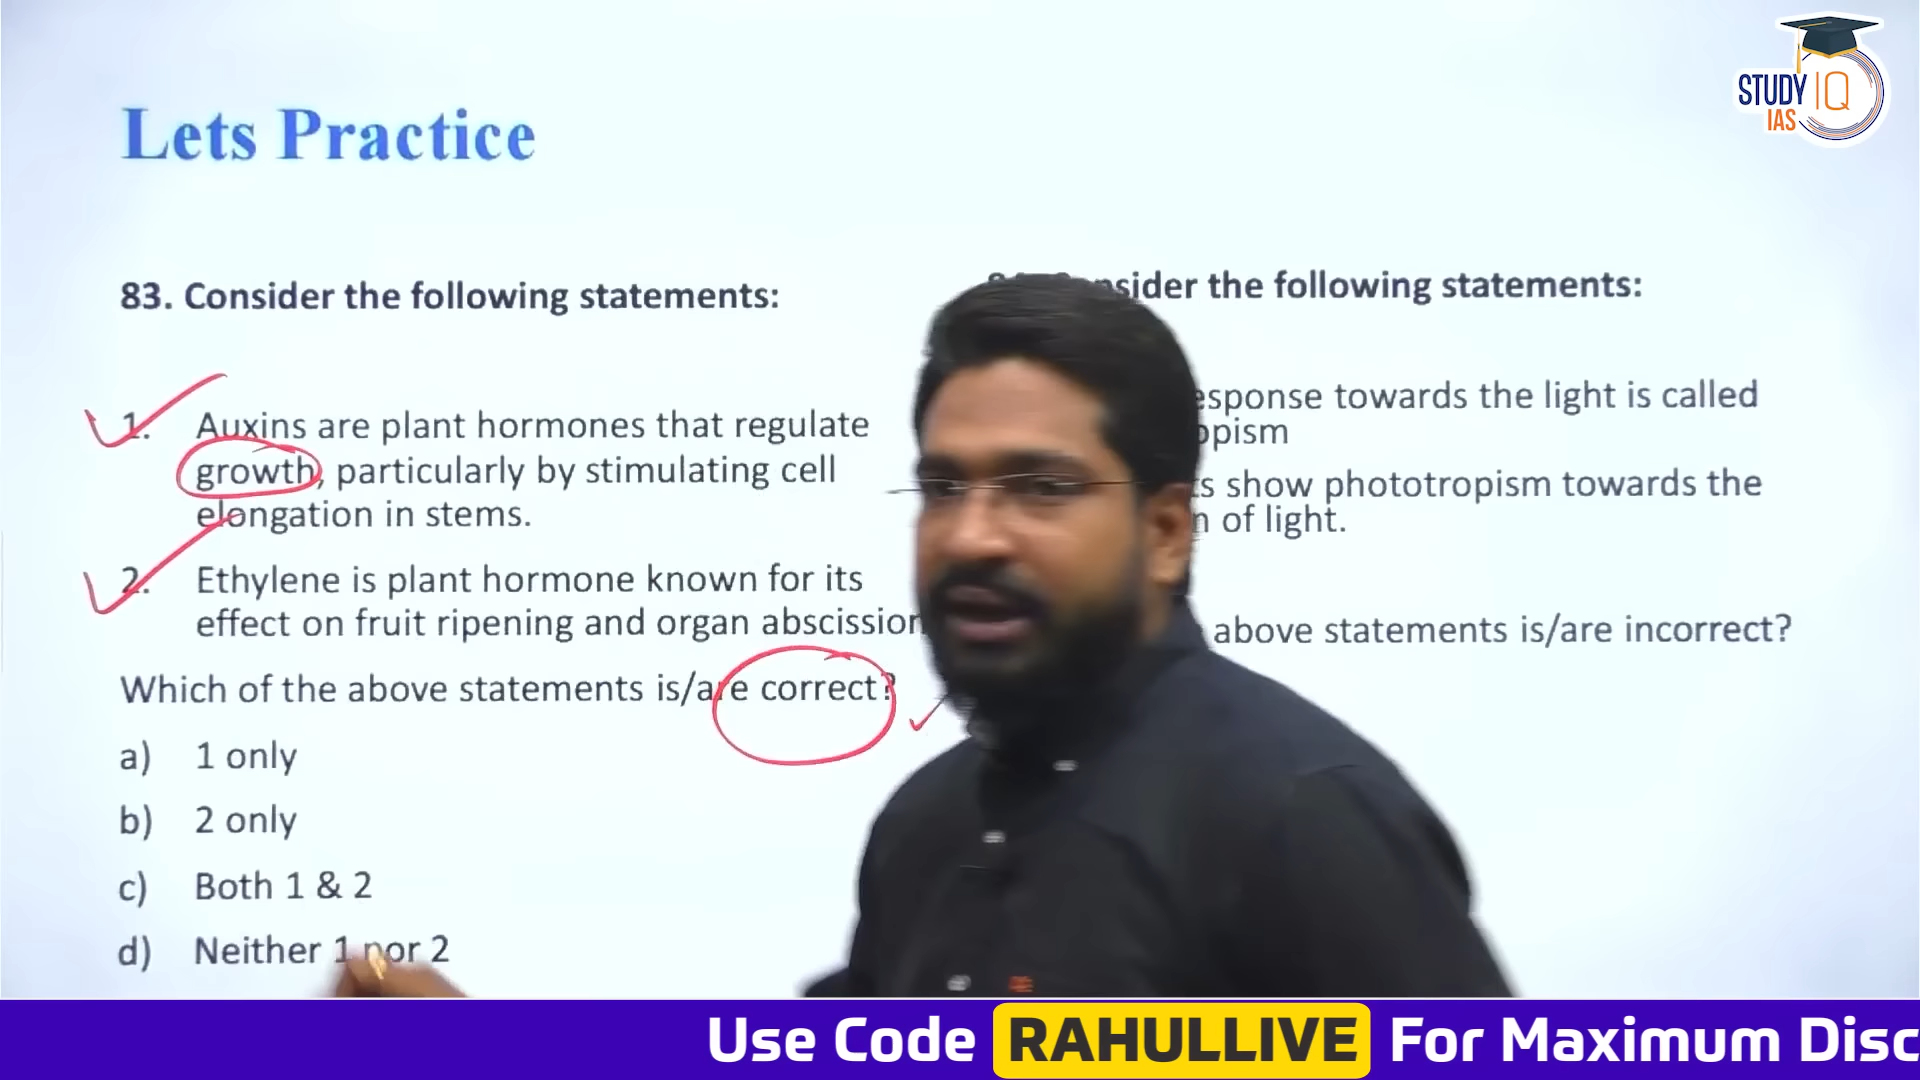 STUDY IQ
IAS
Lets Practice
83. Consider the following statements:
1. Auxins are plant hormones that regulate
growth, particularly by stimulating cell
elongation in stems.
2. Ethylene is plant hormone known for its
effect on fruit ripening and organ abscission
Which of the above statements is/are correct?
a) 1 only
b) 2 only
c) Both 1 & 2
d) Neither 1 nor 2
the following statements:
towards the light is called
show phototropism towards the
of light.
above statements is/are incorrect?
Use Code RAHULLIVE For Maximum Disc